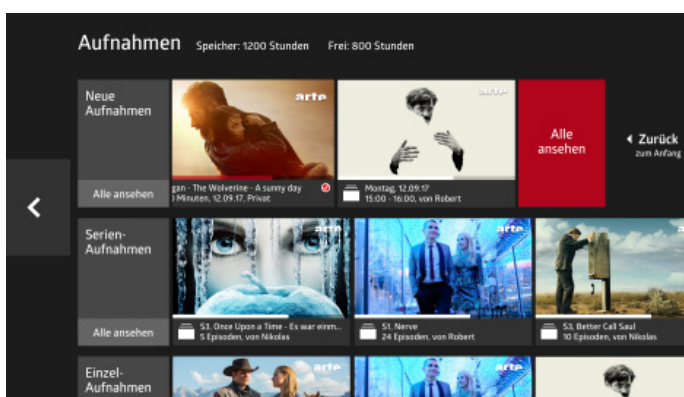 Aufnahmen Speicher: 1200 Stunden Frei: 800 Stunden
Neue
Aufnahmen
Alle ansehen
arte
gan - The Wolverine - A sunny day
Minuten, 12.09.17, Privat
arte
Montag, 12.09.17
15:00 - 16:00, von Robert
Alle
ansehen
Zurück
zum Anfang
Serien-
Aufnahmen
Alle ansehen
arte
S3, Once Upon a Time - Es war einm...
5 Episoden, von Nikolas
arte
S1, Nerve
24 Episoden, von Robert
arte
S3, Better Call Saul
10 Episoden, von Nikolas
Einzel-
Aufnahmen
arte
arte